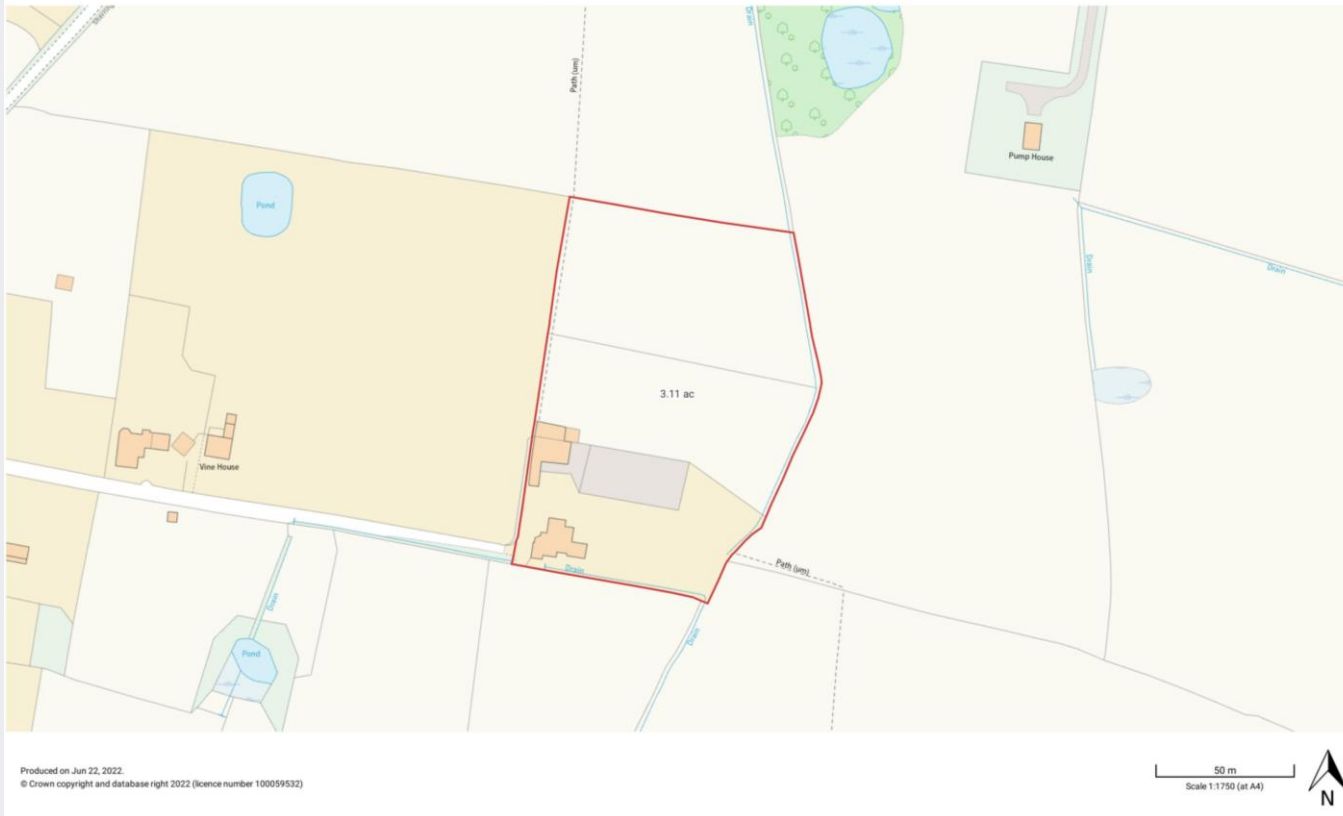 Drain
Path (um)
Pump House
Pond
Drain
Drain
3.11 ac
Vine House
Drain
Path (um)
Drain
Drain
Pond
Produced on Jun 22, 2022.
© Crown copyright and database right 2022 (licence number 100059532)
50 m
Scale 1:1750 (at A4)
N